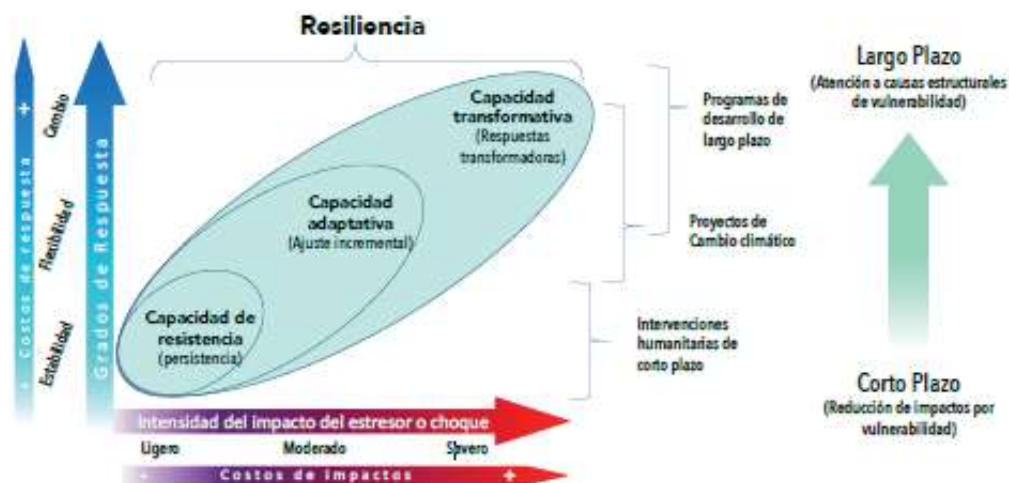 Resiliencia
+
Costos de respuesta
-
Cambio
Flexibilidad
Estabilidad
Grados de Respuesta
Capacidad
transformativa
(Respuestas
transformadoras)
Capacidad
adaptativa
(Ajuste incremental)
Capacidad de
resistencia
(persistencia)
Programas de
desarrollo de
largo plazo
Proyectos de
Cambio climático
Intervenciones
humanitarias de
corto plazo
Largo Plazo
(Atención a causas estructurales
de vulnerabilidad)
Corto Plazo
(Reducción de impactos por
vulnerabilidad)
Intensidad del impacto del estresor o choque
Ligero Moderado
- Costos de impactos +